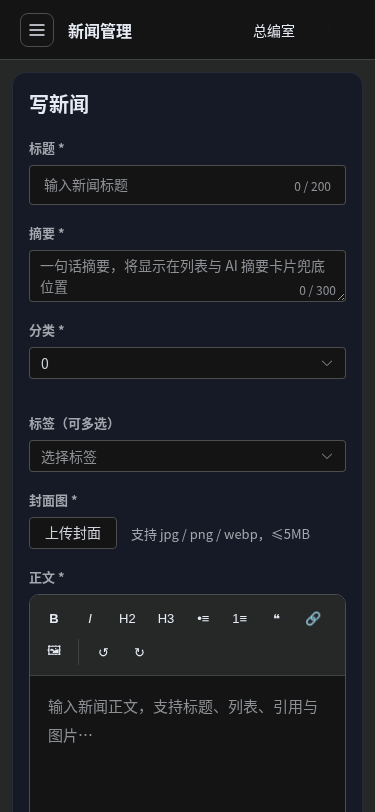 新闻管理
总编室
写新闻
标题 *
输入新闻标题
0 / 200
摘要 *
一句话摘要，将显示在列表与 AI 摘要卡片兜底
位置
0 / 300
分类 *
0
标签（可多选）
选择标签
封面图 *
上传封面
支持 jpg / png / webp，≤5MB
正文 *
B I H2 H3 •≡ 1≡ ❝ 🔗
🖼 ↺ ↻
输入新闻正文，支持标题、列表、引用与
图片…